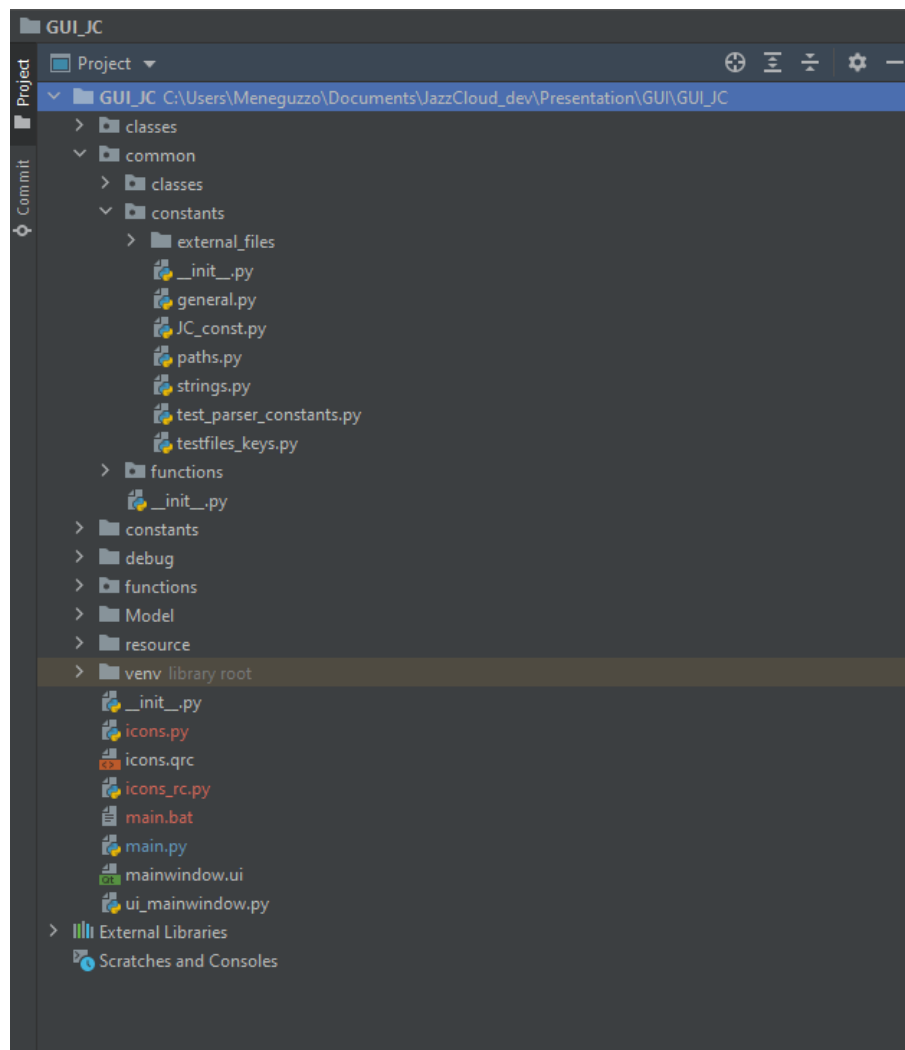 GUI_JC
Project
Project
Commit
GUI_JC C:\Users\Meneguzzo\Documents\JazzCloud_dev\Presentation\GUI\GUI_JC
classes
common
classes
constants
external_files
__init__.py
general.py
JC_const.py
paths.py
strings.py
test_parser_constants.py
testfiles_keys.py
functions
__init__.py
constants
debug
functions
Model
resource
venv library root
__init__.py
icons.py
icons.qrc
icons_rc.py
main.bat
main.py
mainwindow.ui
ui_mainwindow.py
External Libraries
Scratches and Consoles